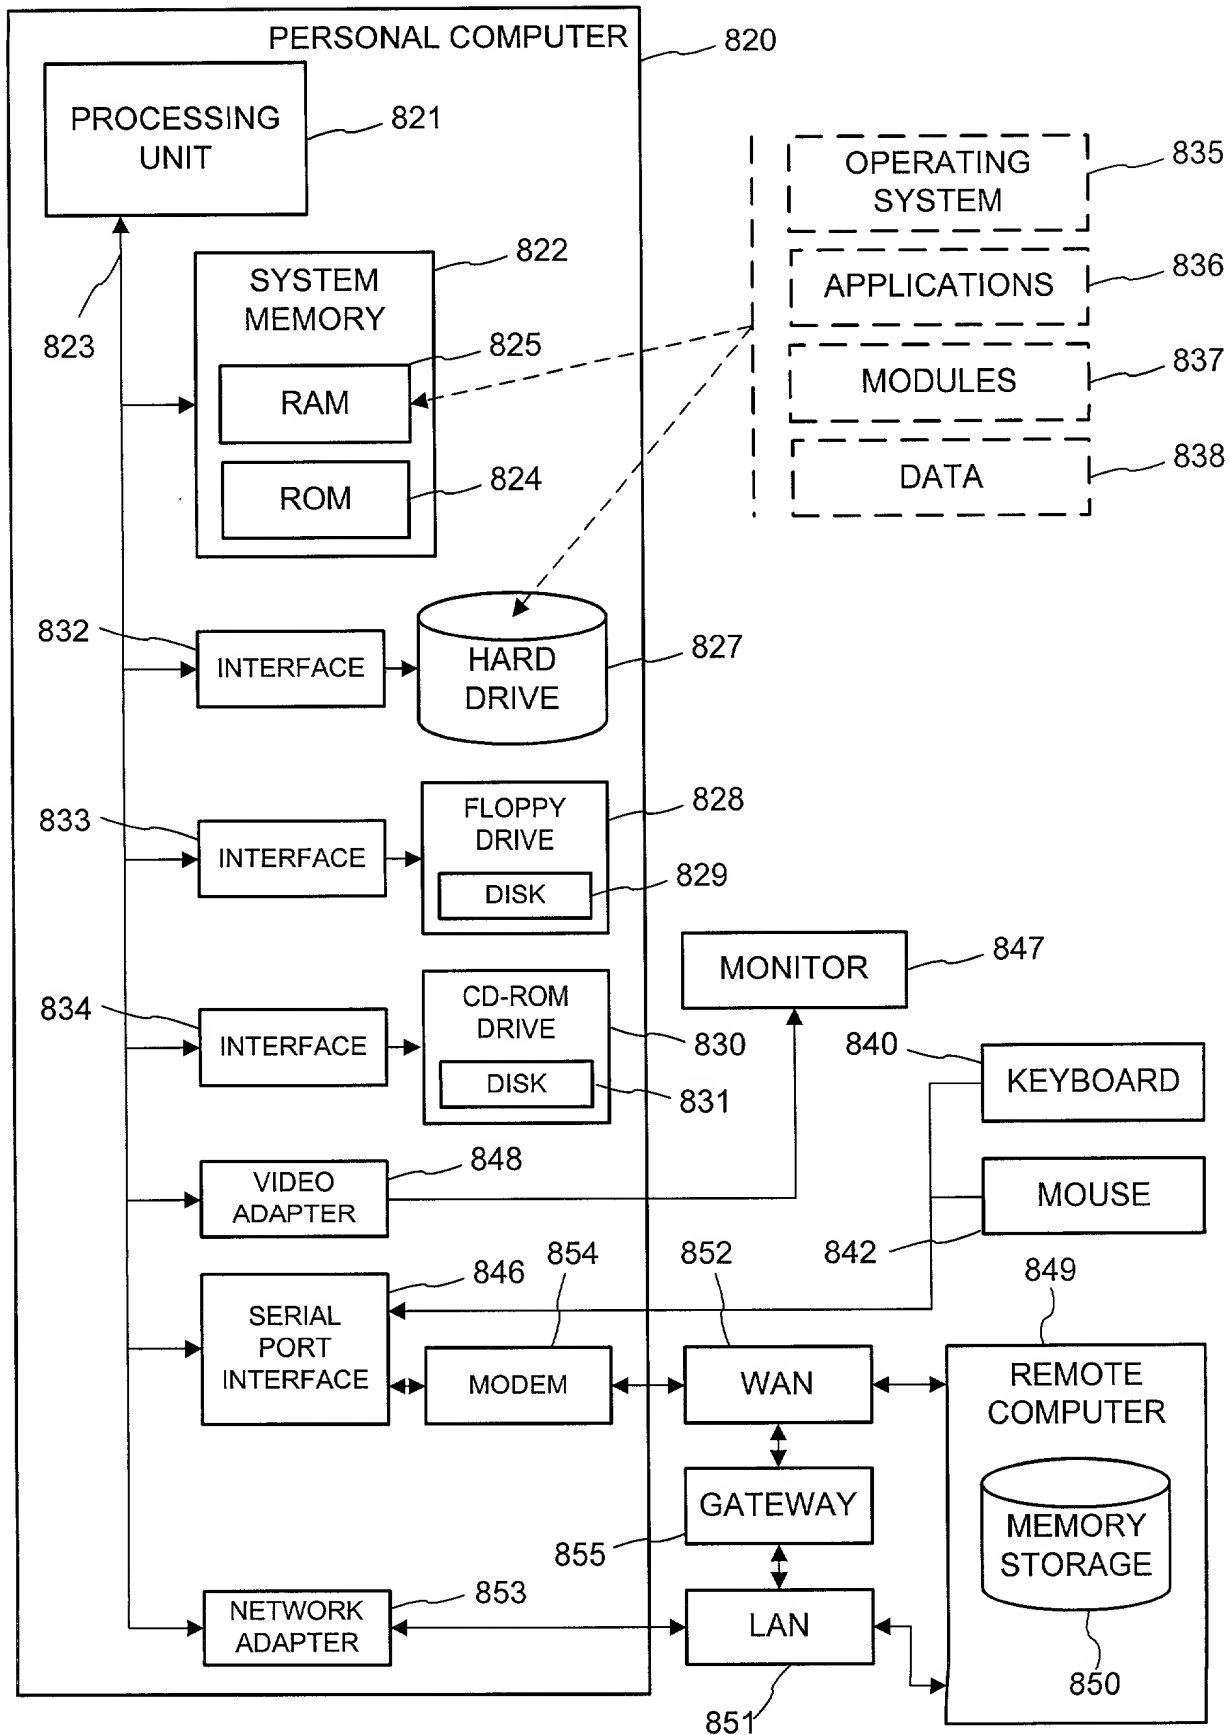 PERSONAL COMPUTER
820
PROCESSING
UNIT
821
823
SYSTEM
MEMORY
822
RAM
825
ROM
824
OPERATING
SYSTEM
835
APPLICATIONS
836
MODULES
837
DATA
838
832
INTERFACE
HARD
DRIVE
827
833
INTERFACE
FLOPPY
DRIVE
828
DISK
829
834
INTERFACE
CD-ROM
DRIVE
830
DISK
831
MONITOR
847
840
KEYBOARD
MOUSE
842
VIDEO
ADAPTER
848
SERIAL
PORT
INTERFACE
846
854
MODEM
852
WAN
849
REMOTE
COMPUTER
MEMORY
STORAGE
850
GATEWAY
855
NETWORK
ADAPTER
853
LAN
851